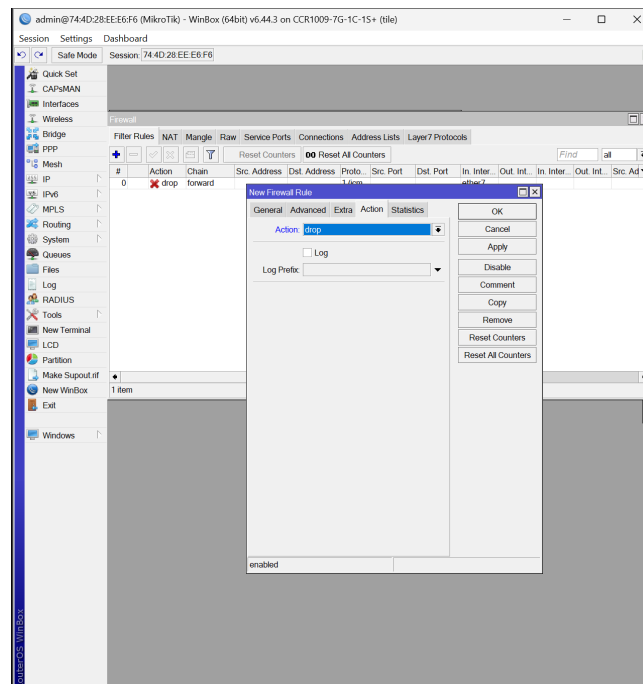 admin@74:4D:28:EE:E6:F6 (MikroTik) - WinBox (64bit) v6.44.3 on CCR1009-7G-1C-1S+ (tile)
Session Settings Dashboard
Safe Mode Session: 74:4D:28:EE:E6:F6
Quick Set
CAPsMAN
Interfaces
Wireless
Bridge
PPP
Mesh
IP
IPv6
MPLS
Routing
System
Queues
Files
Log
RADIUS
Tools
New Terminal
LCD
Partition
Make Supout.rif
New WinBox
Exit
Windows
Firewall
Filter Rules NAT Mangle Raw Service Ports Connections Address Lists Layer7 Protocols
Reset Counters 00 Reset All Counters Find all
# Action Chain Src. Address Dst. Address Proto... Src. Port Dst. Port In. Inter... Out. Int... In. Inter... Out. Int... Src. Ad
0 drop forward 1 (icm... ether7
1 item
New Firewall Rule
General Advanced Extra Action Statistics
Action: drop
Log
Log Prefix:
OK
Cancel
Apply
Disable
Comment
Copy
Remove
Reset Counters
Reset All Counters
enabled
outerOS WinBox